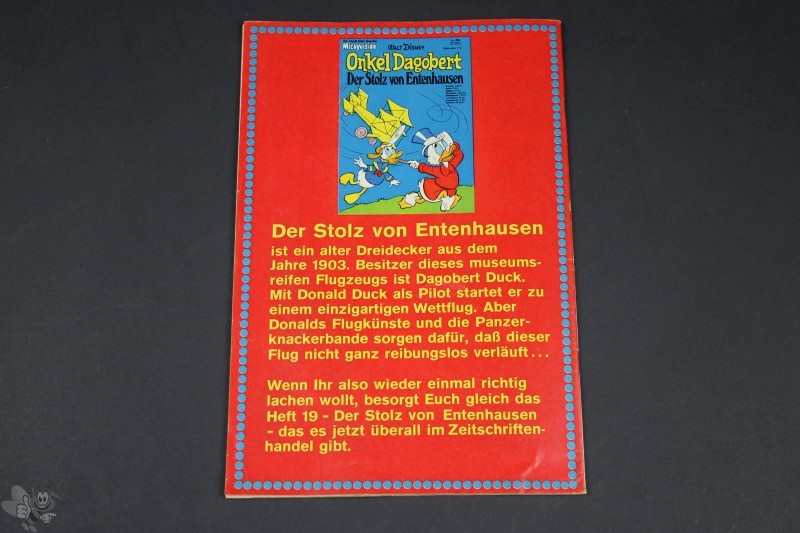 Mickyvision WALT DISNEY
Onkel Dagobert
Der Stolz von Entenhausen
Der Stolz von Entenhausen
ist ein alter Dreidecker aus dem
Jahre 1903. Besitzer dieses museums-
reifen Flugzeugs ist Dagobert Duck.
Mit Donald Duck als Pilot startet er zu
einem einzigartigen Wettflug. Aber
Donalds Flugkünste und die Panzer-
knackerbande sorgen dafür, daß dieser
Flug nicht ganz reibungslos verläuft...
Wenn Ihr also wieder einmal richtig
lachen wollt, besorgt Euch gleich das
Heft 19 - Der Stolz von Entenhausen
- das es jetzt überall im Zeitschriften-
handel gibt.